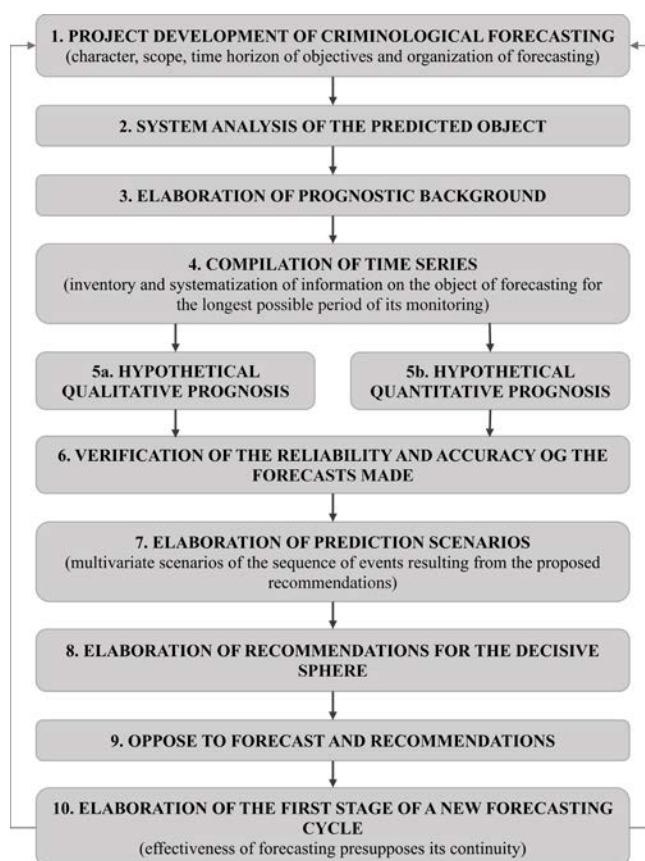 1. PROJECT DEVELOPMENT OF CRIMINOLOGICAL FORECASTING
(character, scope, time horizon of objectives and organization of forecasting)
2. SYSTEM ANALYSIS OF THE PREDICTED OBJECT
3. ELABORATION OF PROGNOSTIC BACKGROUND
4. COMPILATION OF TIME SERIES
(inventory and systematization of information on the object of forecasting for
the longest possible period of its monitoring)
5a. HYPOTHETICAL
QUALITATIVE PROGNOSIS
5b. HYPOTHETICAL
QUANTITATIVE PROGNOSIS
6. VERIFICATION OF THE RELIABILITY AND ACCURACY OG THE
FORECASTS MADE
7. ELABORATION OF PREDICTION SCENARIOS
(multivariate scenarios of the sequence of events resulting from the proposed
recommendations)
8. ELABORATION OF RECOMMENDATIONS FOR THE DECISIVE
SPHERE
9. OPPOSE TO FORECAST AND RECOMMENDATIONS
10. ELABORATION OF THE FIRST STAGE OF A NEW FORECASTING
CYCLE
(effectiveness of forecasting presupposes its continuity)